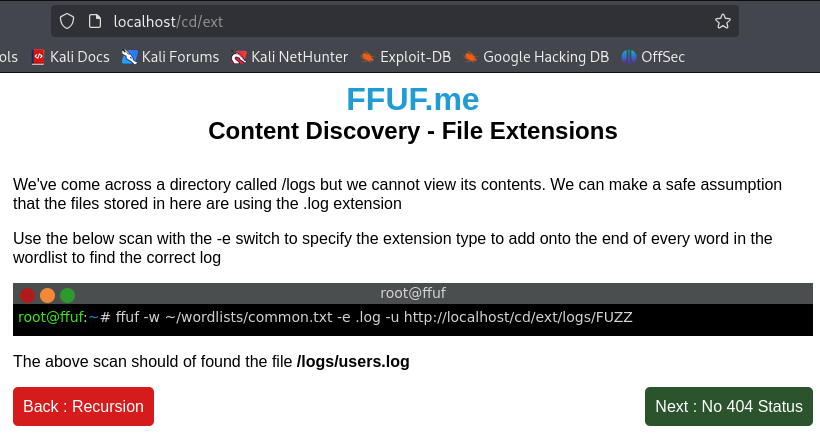 localhost/cd/ext
ols Kali Docs Kali Forums Kali NetHunter Exploit-DB Google Hacking DB OffSec
FFUF.me
Content Discovery - File Extensions
We've come across a directory called /logs but we cannot view its contents. We can make a safe assumption
that the files stored in here are using the .log extension
Use the below scan with the -e switch to specify the extension type to add onto the end of every word in the
wordlist to find the correct log
root@ffuf
root@ffuf:~# ffuf -w ~/wordlists/common.txt -e .log -u http://localhost/cd/ext/logs/FUZZ
The above scan should of found the file /logs/users.log
Back : Recursion
Next : No 404 Status